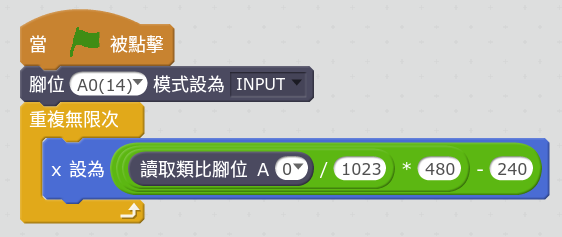 當 被點擊
腳位 A0(14) 模式設為 INPUT
重複無限次
x 設為 讀取類比腳位 A 0 / 1023 * 480 - 240